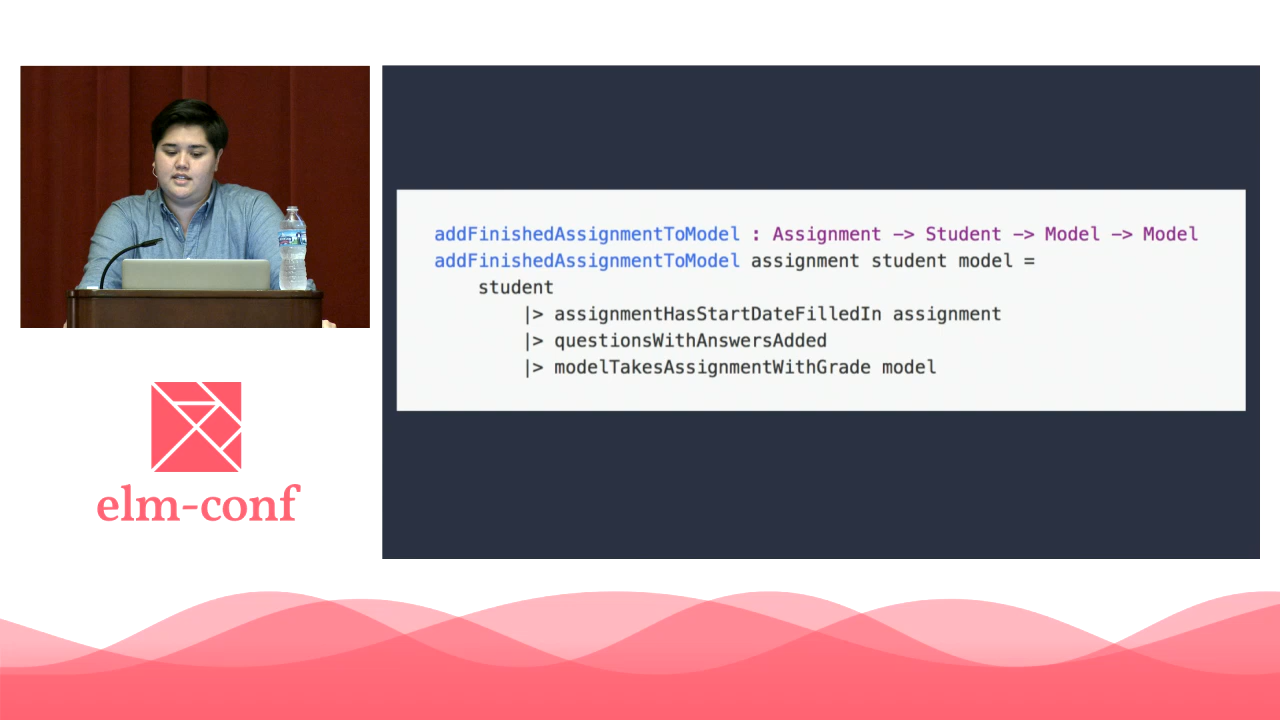 addFinishedAssignmentToModel : Assignment -> Student -> Model -> Model
addFinishedAssignmentToModel assignment student model =
student
|> assignmentHasStartDateFilledIn assignment
|> questionsWithAnswersAdded
|> modelTakesAssignmentWithGrade model
elm-conf